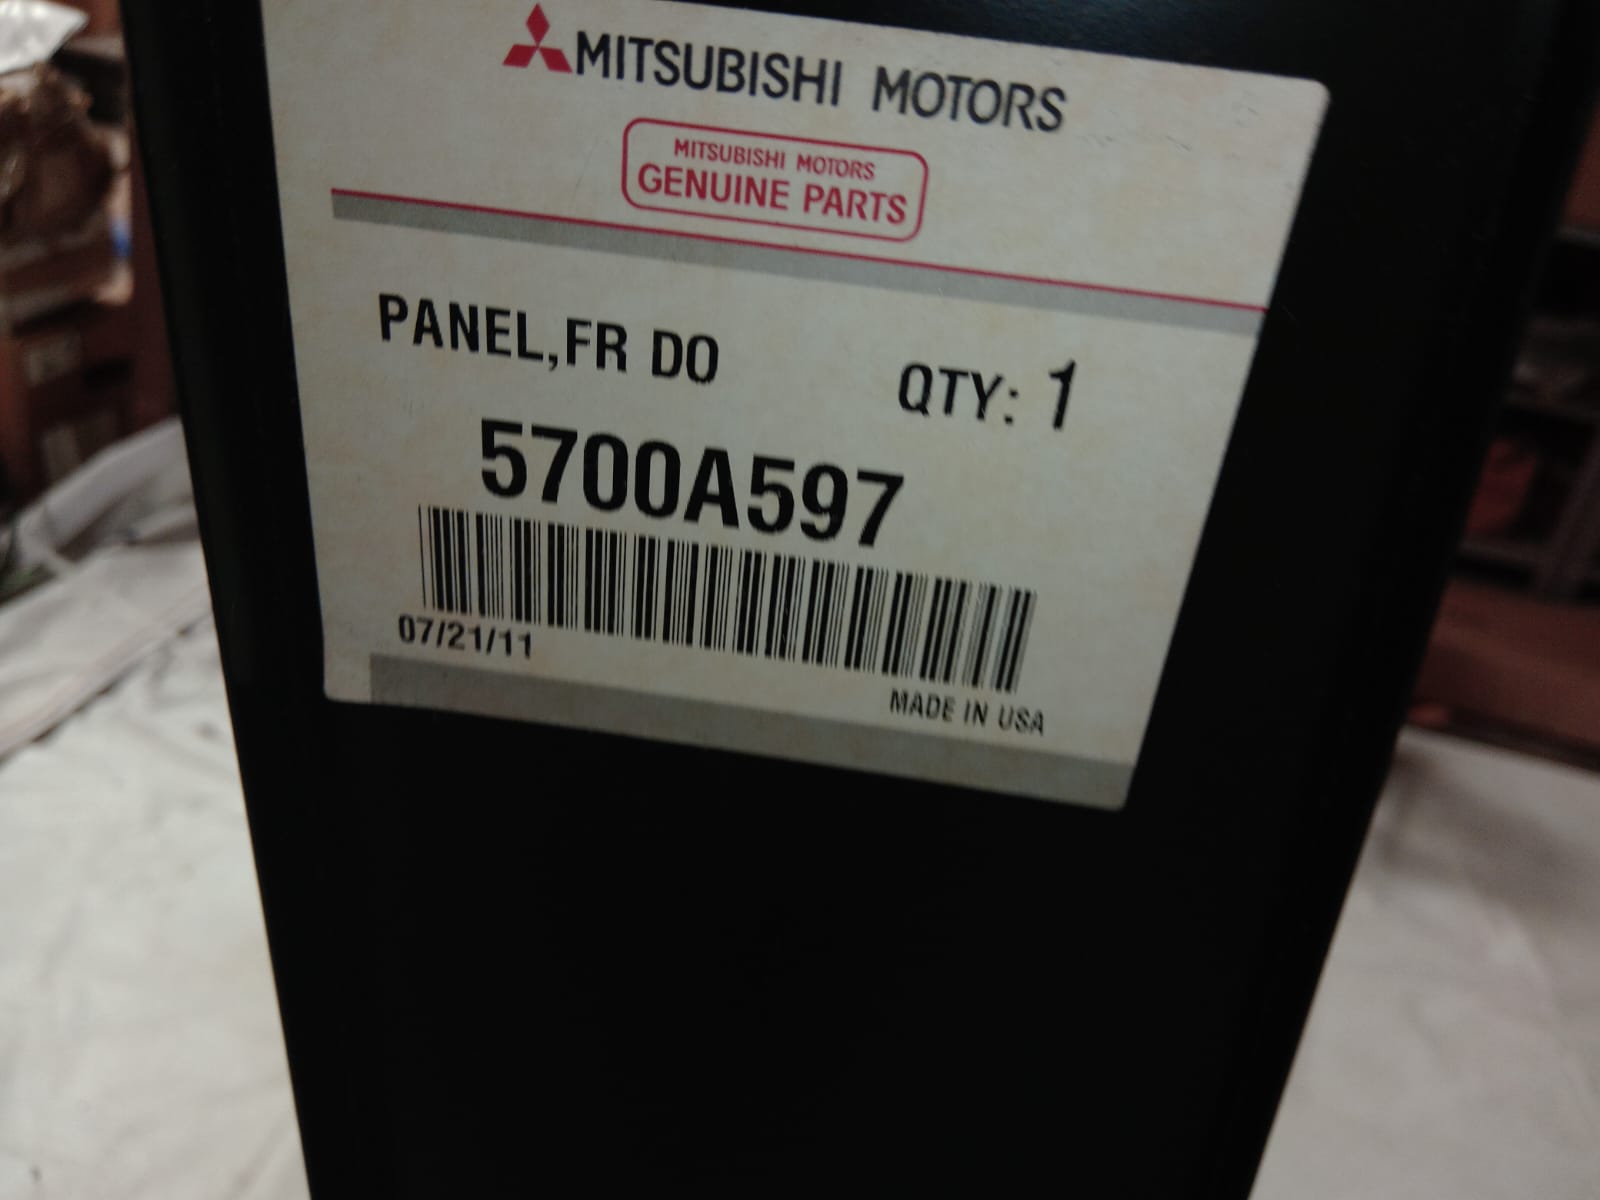 MITSUBISHI MOTORS
MITSUBISHI MOTORS
GENUINE PARTS
PANEL,FR DO
QTY: 1
5700A597
07/21/11
MADE IN USA